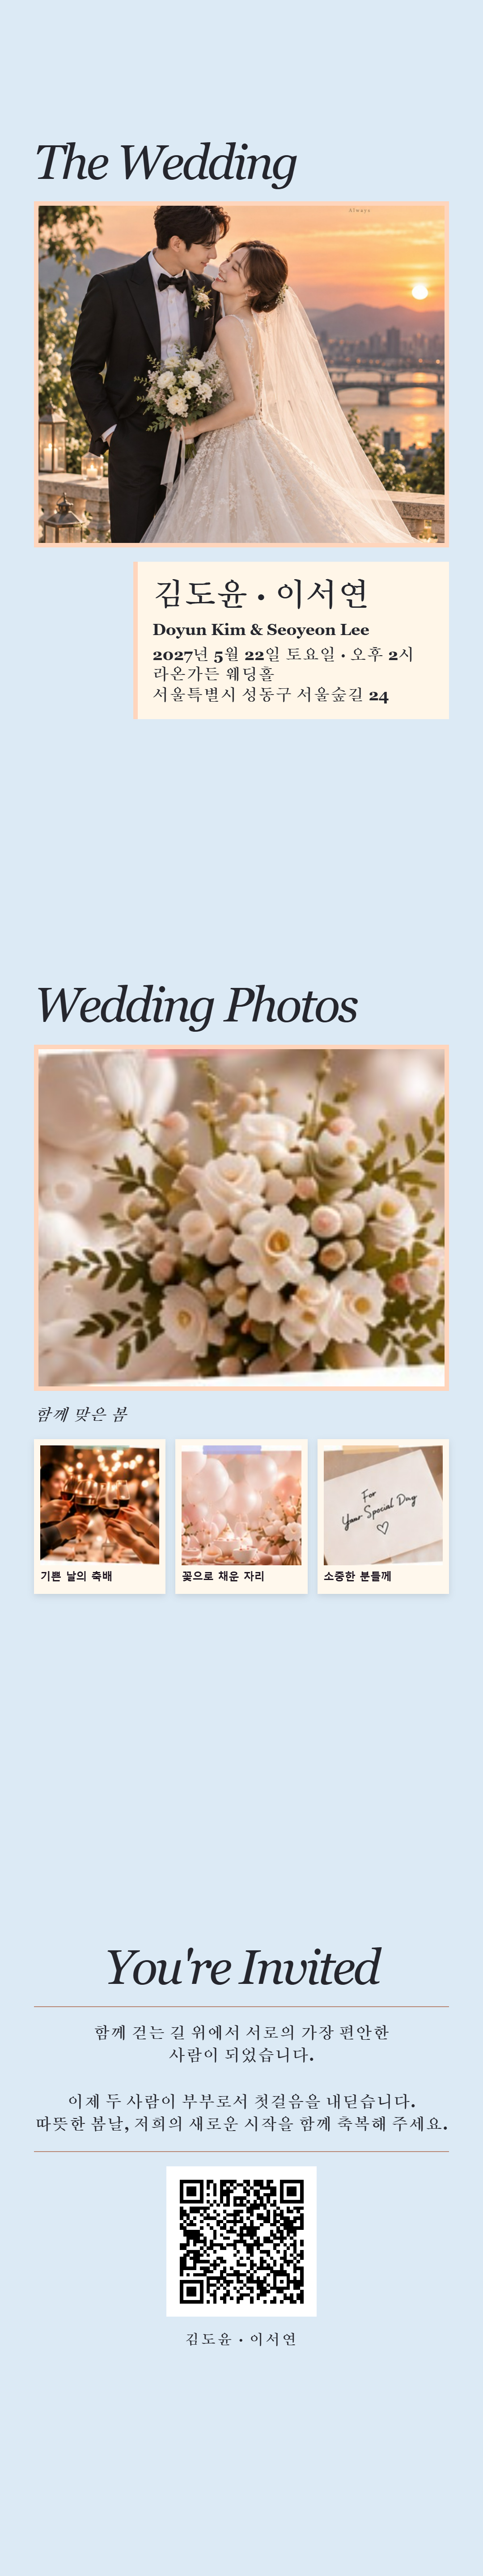 The Wedding
Always
김도윤 · 이서연
Doyun Kim & Seoyeon Lee
2027년 5월 22일 토요일 · 오후 2시
라온가든 웨딩홀
서울특별시 성동구 서울숲길 24
Wedding Photos
함께 맞은 봄
For
Your Special Day
기쁜 날의 축배
꽃으로 채운 자리
소중한 분들께
You're Invited
함께 걷는 길 위에서 서로의 가장 편안한
사람이 되었습니다.
이제 두 사람이 부부로서 첫걸음을 내딛습니다.
따뜻한 봄날, 저희의 새로운 시작을 함께 축복해 주세요.
김도윤 · 이서연